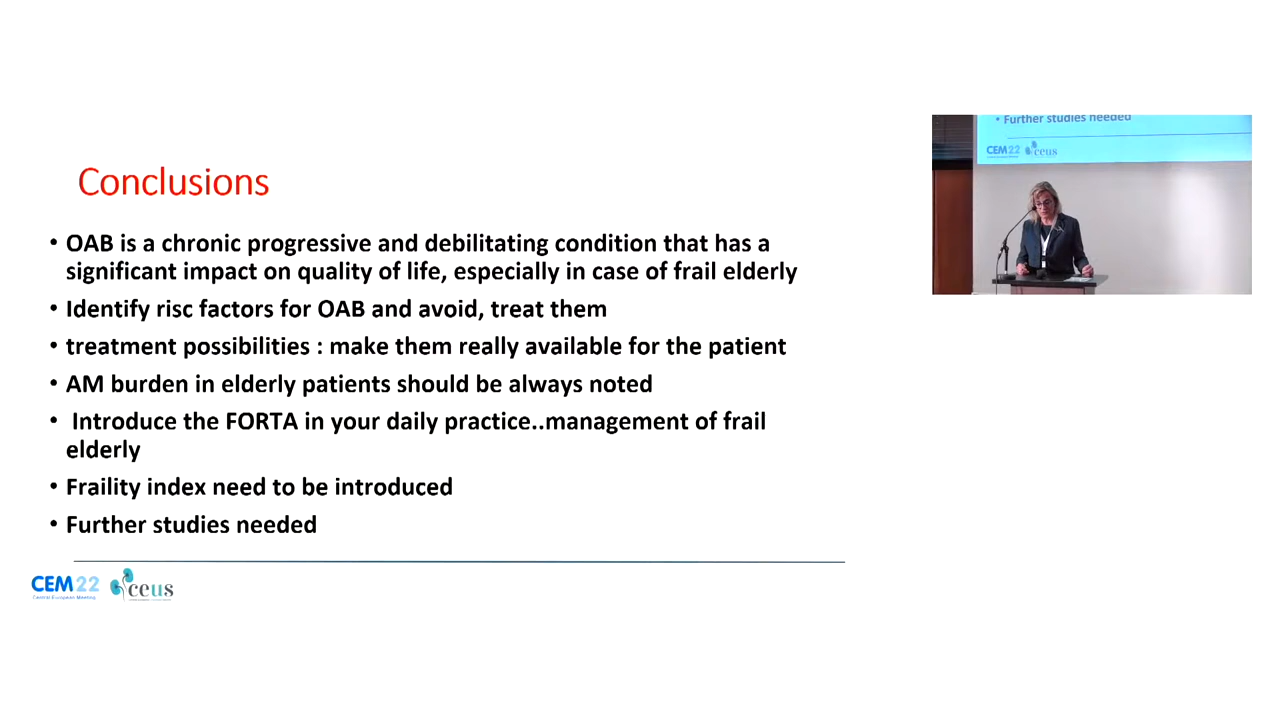 Conclusions
• OAB is a chronic progressive and debilitating condition that has a
significant impact on quality of life, especially in case of frail elderly
• Identify risc factors for OAB and avoid, treat them
• treatment possibilities : make them really available for the patient
• AM burden in elderly patients should be always noted
• Introduce the FORTA in your daily practice..management of frail
elderly
• Fraility index need to be introduced
• Further studies needed
CEM22
Central European Meeting
ceus
• Further studies needed
CEM22
ceus